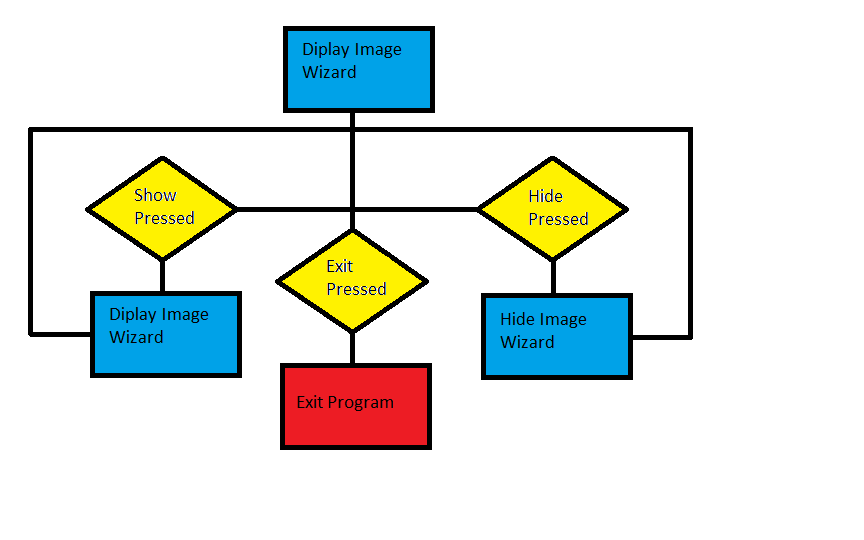 Diplay Image
Wizard
Show
Pressed
Hide
Pressed
Exit
Pressed
Diplay Image
Wizard
Hide Image
Wizard
Exit Program